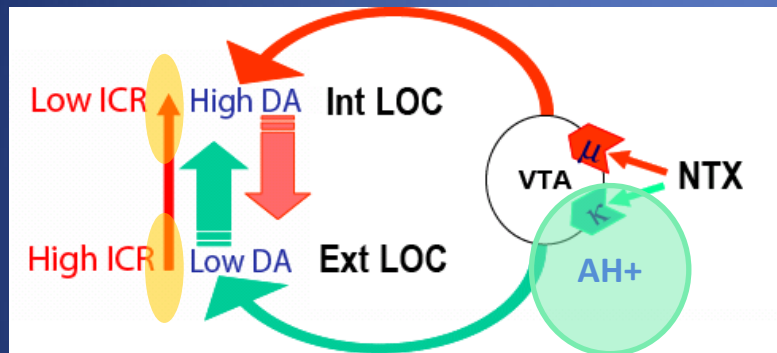 Low ICR High DA Int LOC
μ
VTA NTX
κ
High ICR Low DA Ext LOC
AH+